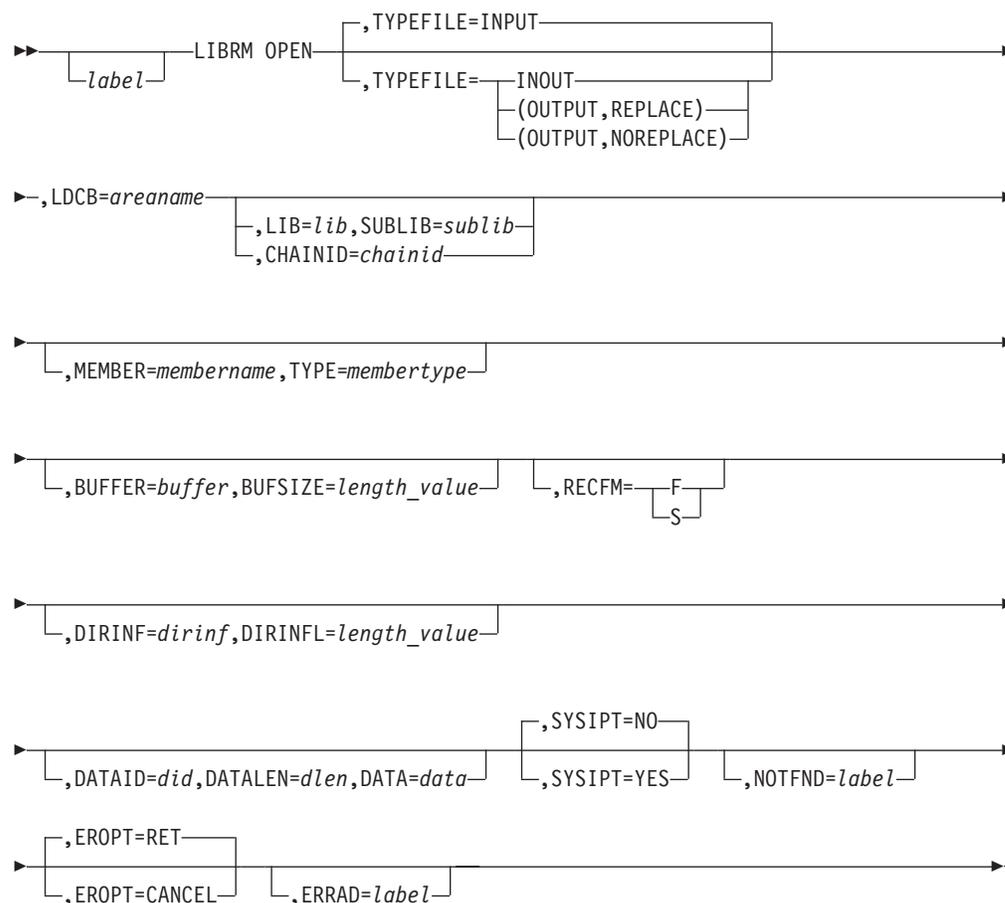 ,TYPEFILE=INPUT
LIBRM OPEN
label
,TYPEFILE= INOUT
(OUTPUT,REPLACE)
(OUTPUT,NOREPLACE)
,LDCB=areaname
,LIB=lib,SUBLIB=sublib
,CHAINID=chainid
,MEMBER=membername,TYPE=membertype
,BUFFER=buffer,BUFSIZE=length_value ,RECFM= F
S
,DIRINF=dirinf,DIRINFL=length_value
,SYSIPT=NO
,DATAID=did,DATALEN=dlen,DATA=data ,SYSIPT=YES ,NOTFND=label
,EROPT=RET
,EROPT=CANCEL ,ERRAD=label